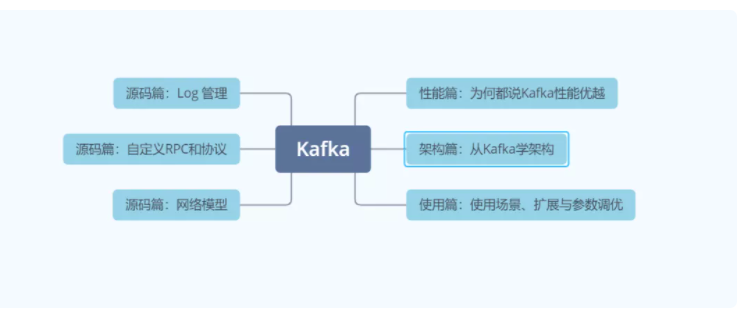 源码篇：Log 管理
性能篇：为何都说Kafka性能优越
源码篇：自定义RPC和协议
Kafka
架构篇：从Kafka学架构
源码篇：网络模型
使用篇：使用场景、扩展与参数调优